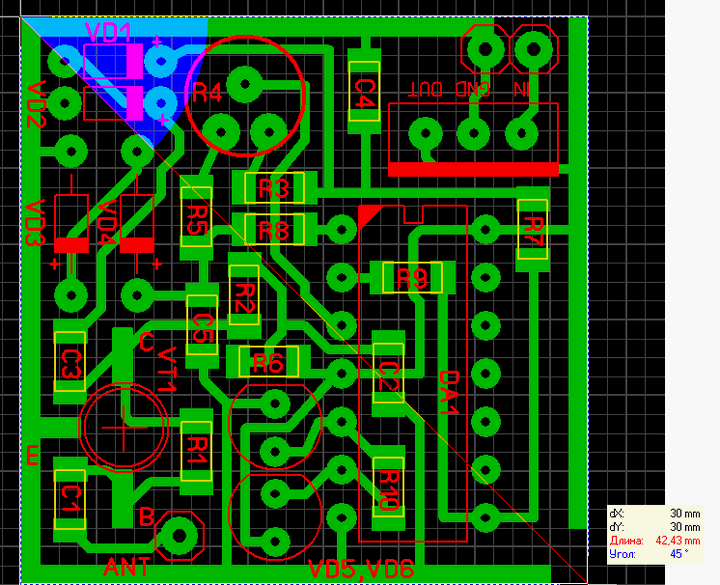 VD1
+
VD2
+
R4
C4
OUT GND IN
R3
R5
R8
R7
VD3
VD4
+
+
R9
R2
C5
C3
C
VT1
R6
C2
DA1
E
R1
C1
R10
B
ANT
VD5,VD6
dX: 30 mm
dY: 30 mm
Длина: 42,43 mm
Угол: 45 °